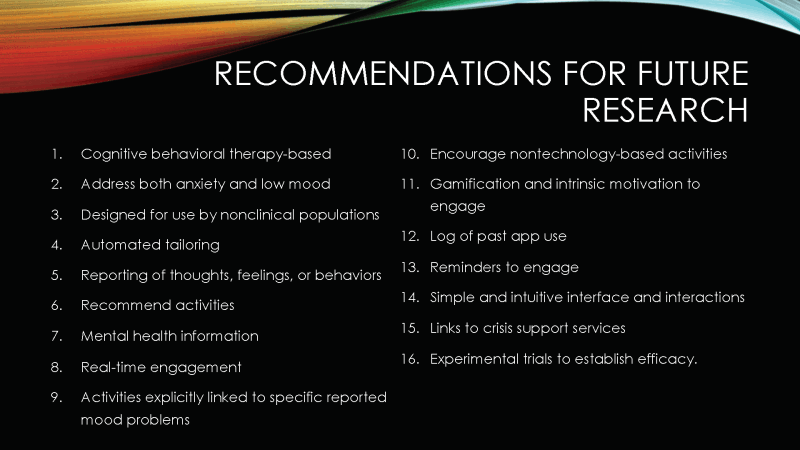 RECOMMENDATIONS FOR FUTURE
RESEARCH
1. Cognitive behavioral therapy-based
2. Address both anxiety and low mood
3. Designed for use by nonclinical populations
4. Automated tailoring
5. Reporting of thoughts, feelings, or behaviors
6. Recommend activities
7. Mental health information
8. Real-time engagement
9. Activities explicitly linked to specific reported
mood problems
10. Encourage nontechnology-based activities
11. Gamification and intrinsic motivation to
engage
12. Log of past app use
13. Reminders to engage
14. Simple and intuitive interface and interactions
15. Links to crisis support services
16. Experimental trials to establish efficacy.